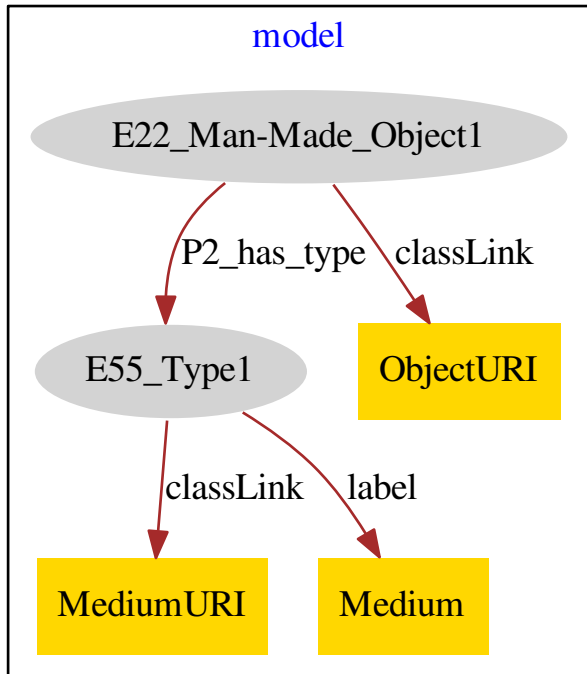 model
E22_Man-Made_Object1
P2_has_type
classLink
E55_Type1
ObjectURI
classLink
label
MediumURI
Medium